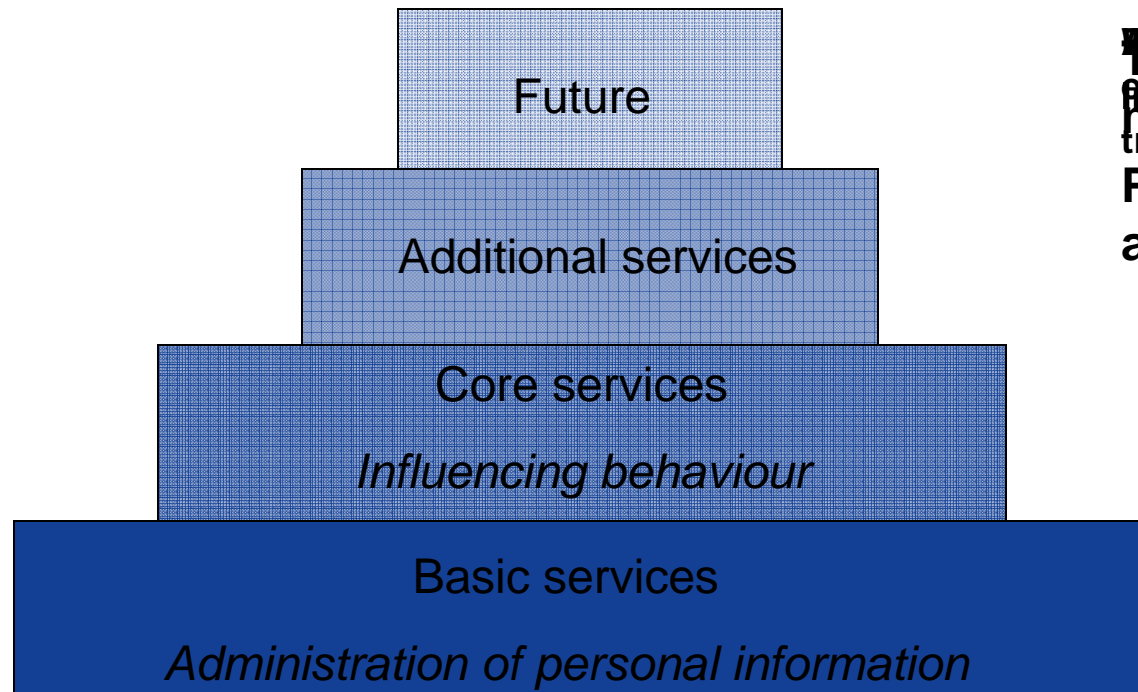 Future
Additional services
Core services
Influencing behaviour
Basic services
Administration of personal information